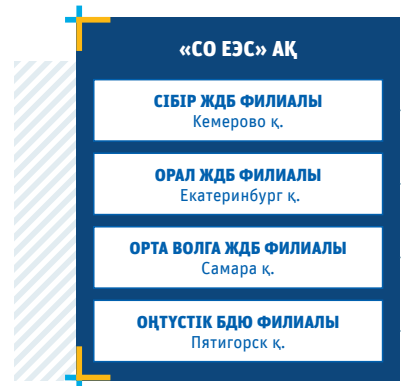 «СО ЕЭС» АҚ
СІБІР ЖДБ ФИЛИАЛЫ
Кемерово қ.
ОРАЛ ЖДБ ФИЛИАЛЫ
Екатеринбург қ.
ОРТА ВОЛГА ЖДБ ФИЛИАЛЫ
Самара қ.
ОҢТҮСТІК БДЮ ФИЛИАЛЫ
Пятигорск қ.